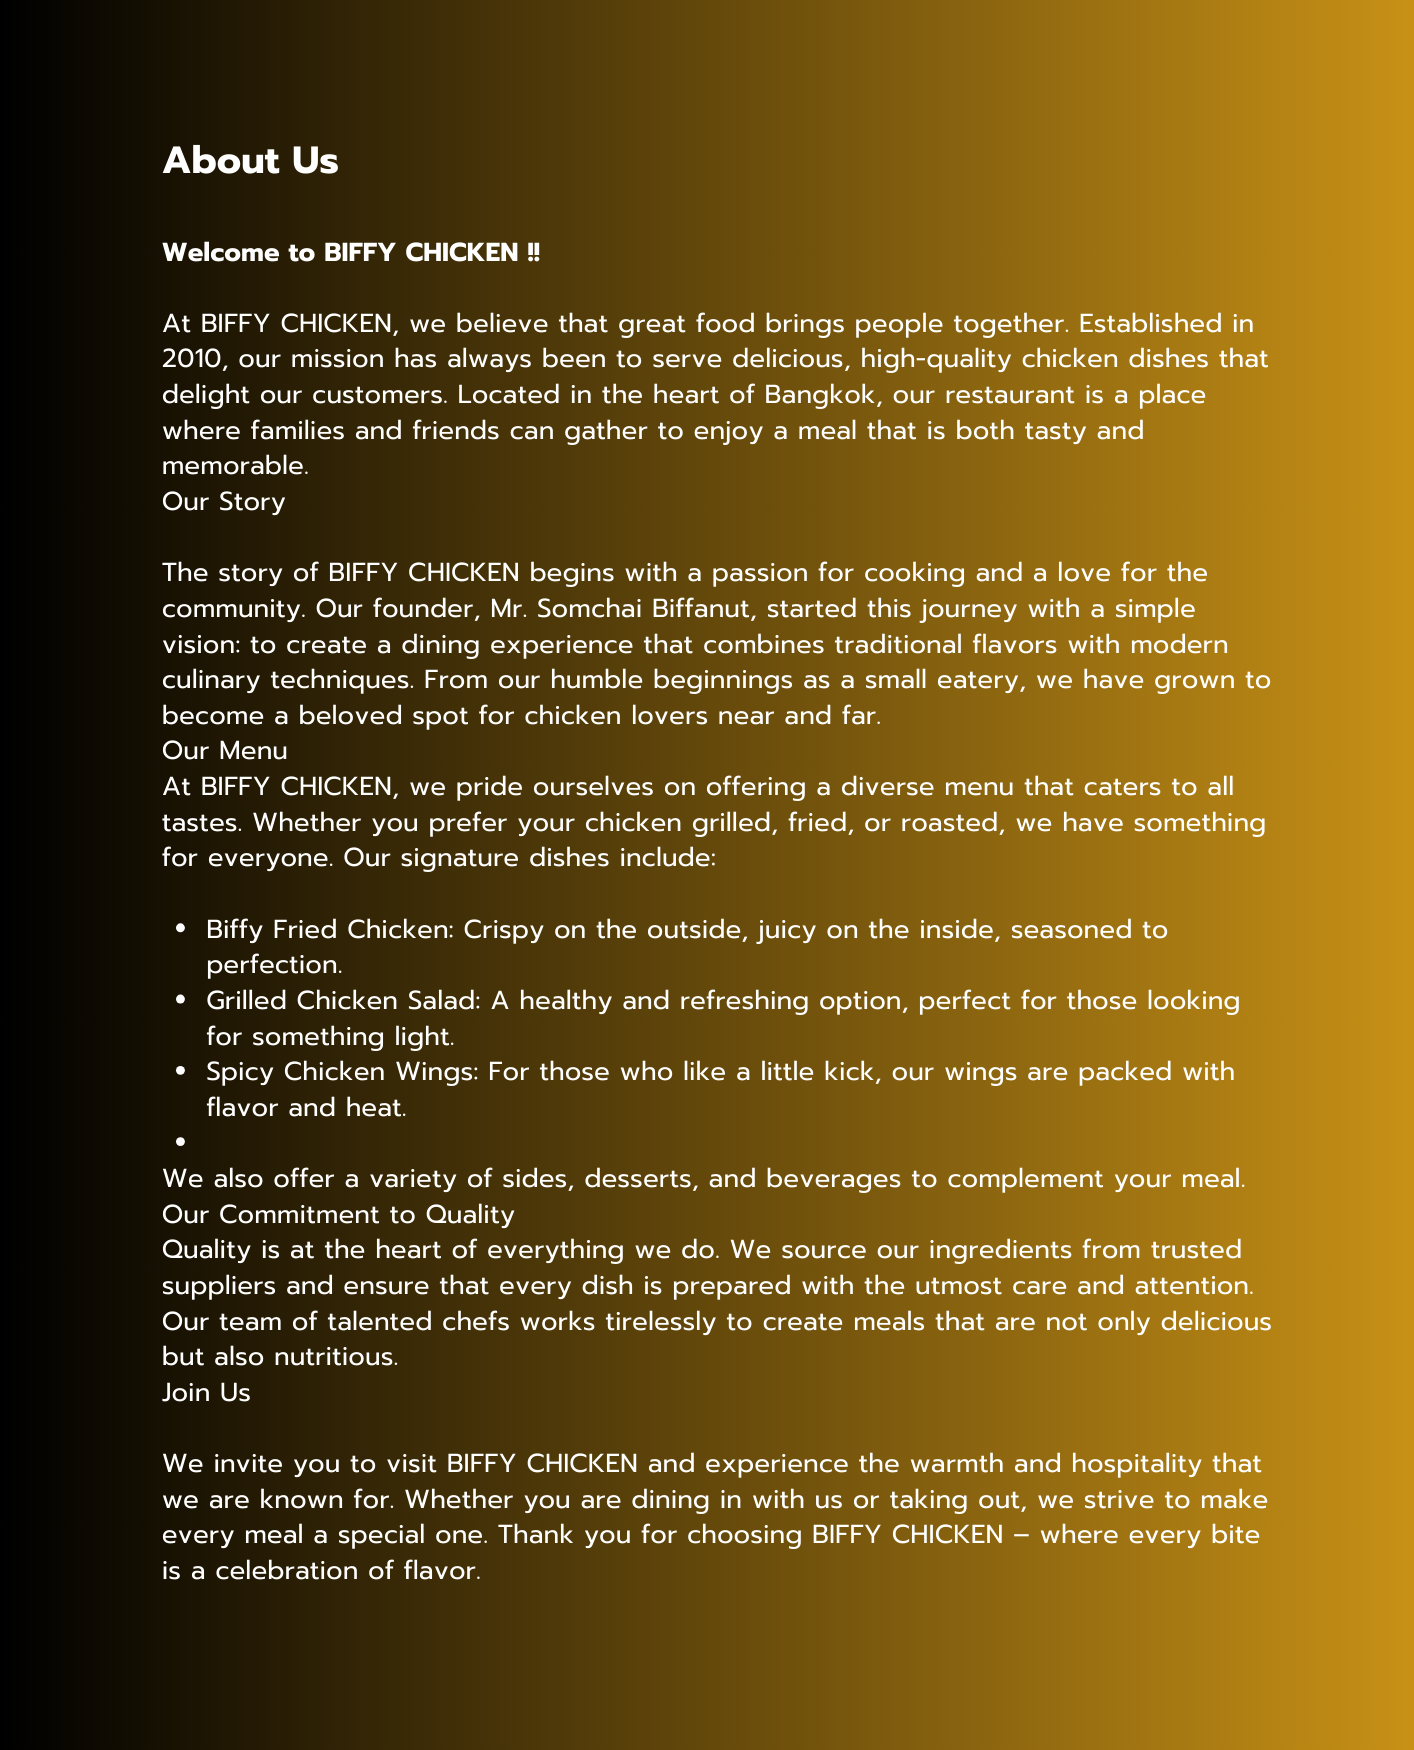 About Us
Welcome to BIFFY CHICKEN !!
At BIFFY CHICKEN, we believe that great food brings people together. Established in
2010, our mission has always been to serve delicious, high-quality chicken dishes that
delight our customers. Located in the heart of Bangkok, our restaurant is a place
where families and friends can gather to enjoy a meal that is both tasty and
memorable.
Our Story
The story of BIFFY CHICKEN begins with a passion for cooking and a love for the
community. Our founder, Mr. Somchai Biffanut, started this journey with a simple
vision: to create a dining experience that combines traditional flavors with modern
culinary techniques. From our humble beginnings as a small eatery, we have grown to
become a beloved spot for chicken lovers near and far.
Our Menu
At BIFFY CHICKEN, we pride ourselves on offering a diverse menu that caters to all
tastes. Whether you prefer your chicken grilled, fried, or roasted, we have something
for everyone. Our signature dishes include:
• Biffy Fried Chicken: Crispy on the outside, juicy on the inside, seasoned to
perfection.
• Grilled Chicken Salad: A healthy and refreshing option, perfect for those looking
for something light.
• Spicy Chicken Wings: For those who like a little kick, our wings are packed with
flavor and heat.
•
We also offer a variety of sides, desserts, and beverages to complement your meal.
Our Commitment to Quality
Quality is at the heart of everything we do. We source our ingredients from trusted
suppliers and ensure that every dish is prepared with the utmost care and attention.
Our team of talented chefs works tirelessly to create meals that are not only delicious
but also nutritious.
Join Us
We invite you to visit BIFFY CHICKEN and experience the warmth and hospitality that
we are known for. Whether you are dining in with us or taking out, we strive to make
every meal a special one. Thank you for choosing BIFFY CHICKEN – where every bite
is a celebration of flavor.